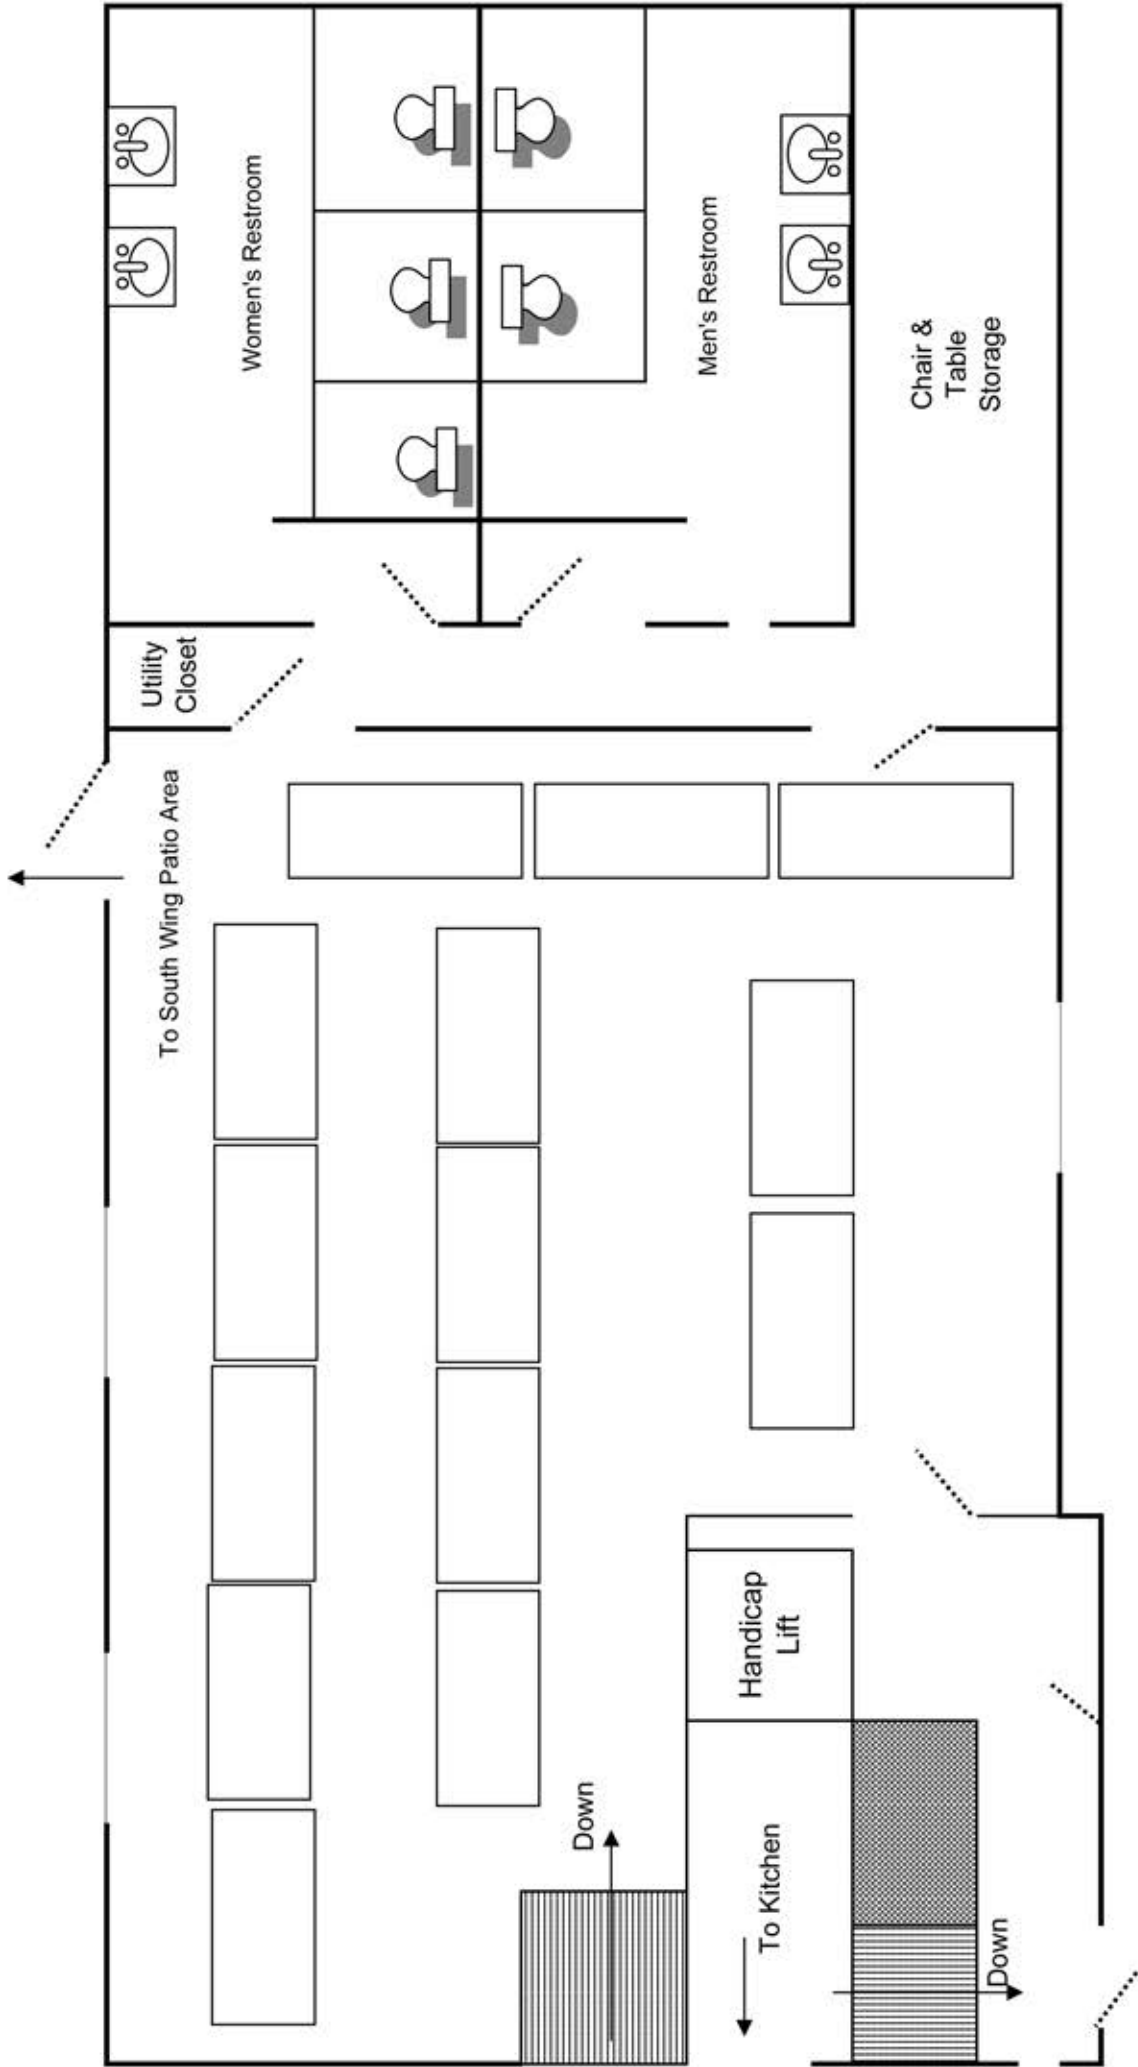 Women's Restroom
Men's Restroom
Chair &
Table
Storage
Utility
Closet
To South Wing Patio Area
Handicap
Lift
Down
To Kitchen
Down